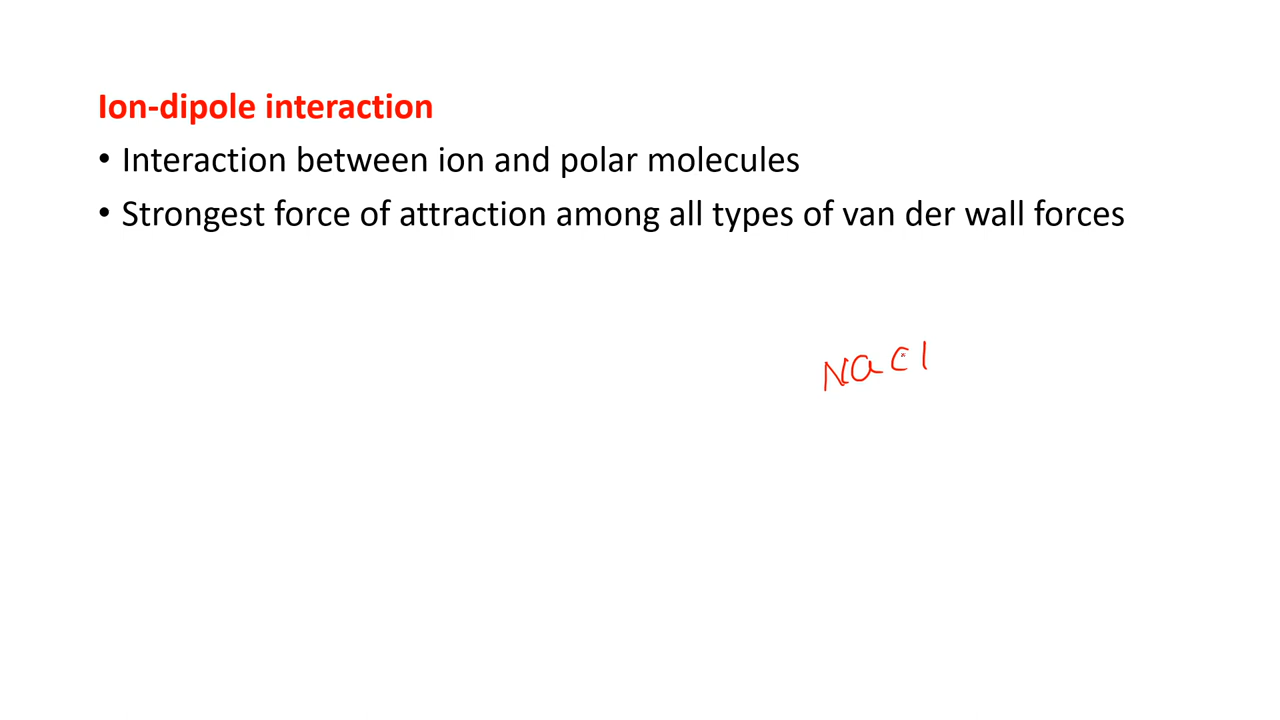 Ion-dipole interaction
• Interaction between ion and polar molecules
• Strongest force of attraction among all types of van der wall forces
NaCl